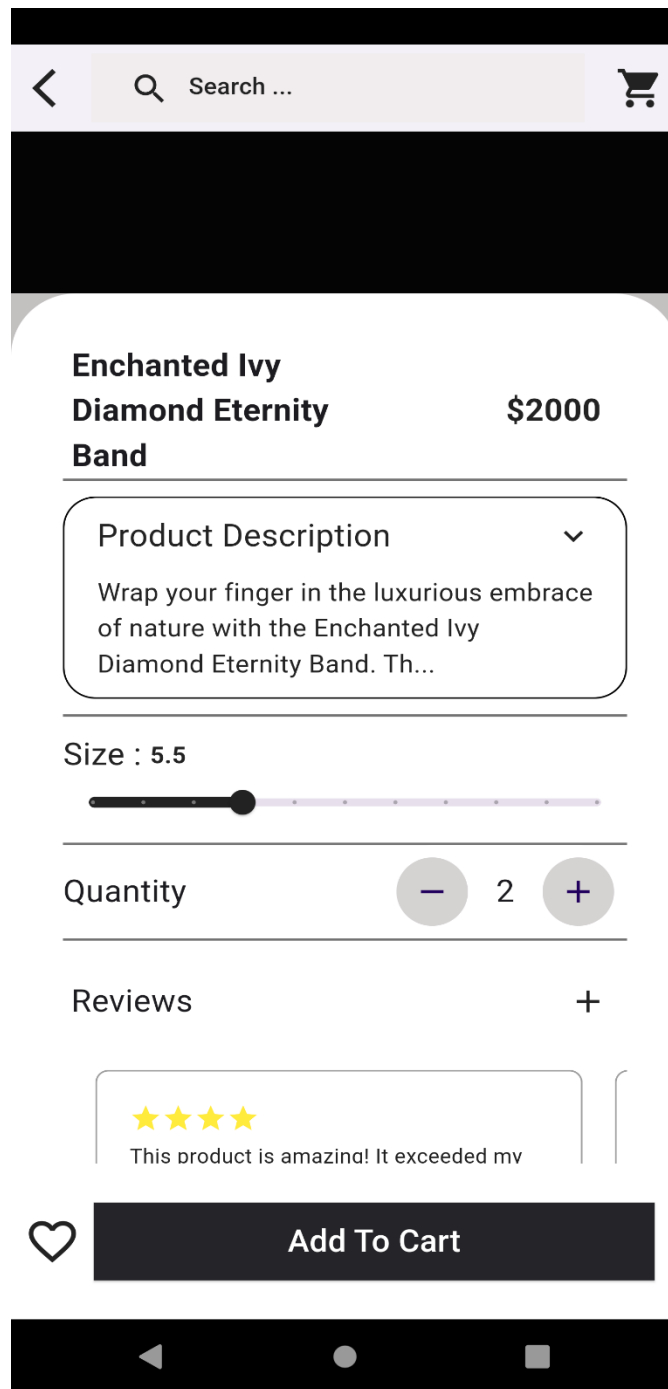 Search ...
Enchanted Ivy
Diamond Eternity
Band
$2000
Product Description
Wrap your finger in the luxurious embrace
of nature with the Enchanted Ivy
Diamond Eternity Band. Th...
Size : 5.5
Quantity
− 2 +
Reviews +
This product is amazing! It exceeded my
Add To Cart